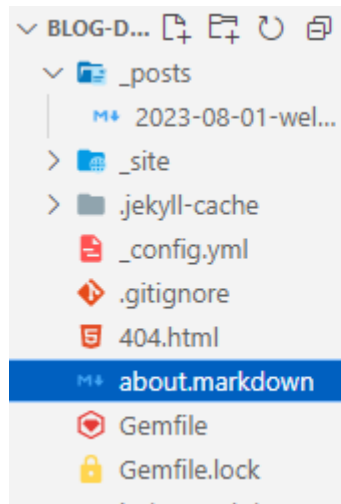 BLOG-D...
_posts
2023-08-01-wel...
_site
.jekyll-cache
_config.yml
.gitignore
404.html
about.markdown
Gemfile
Gemfile.lock